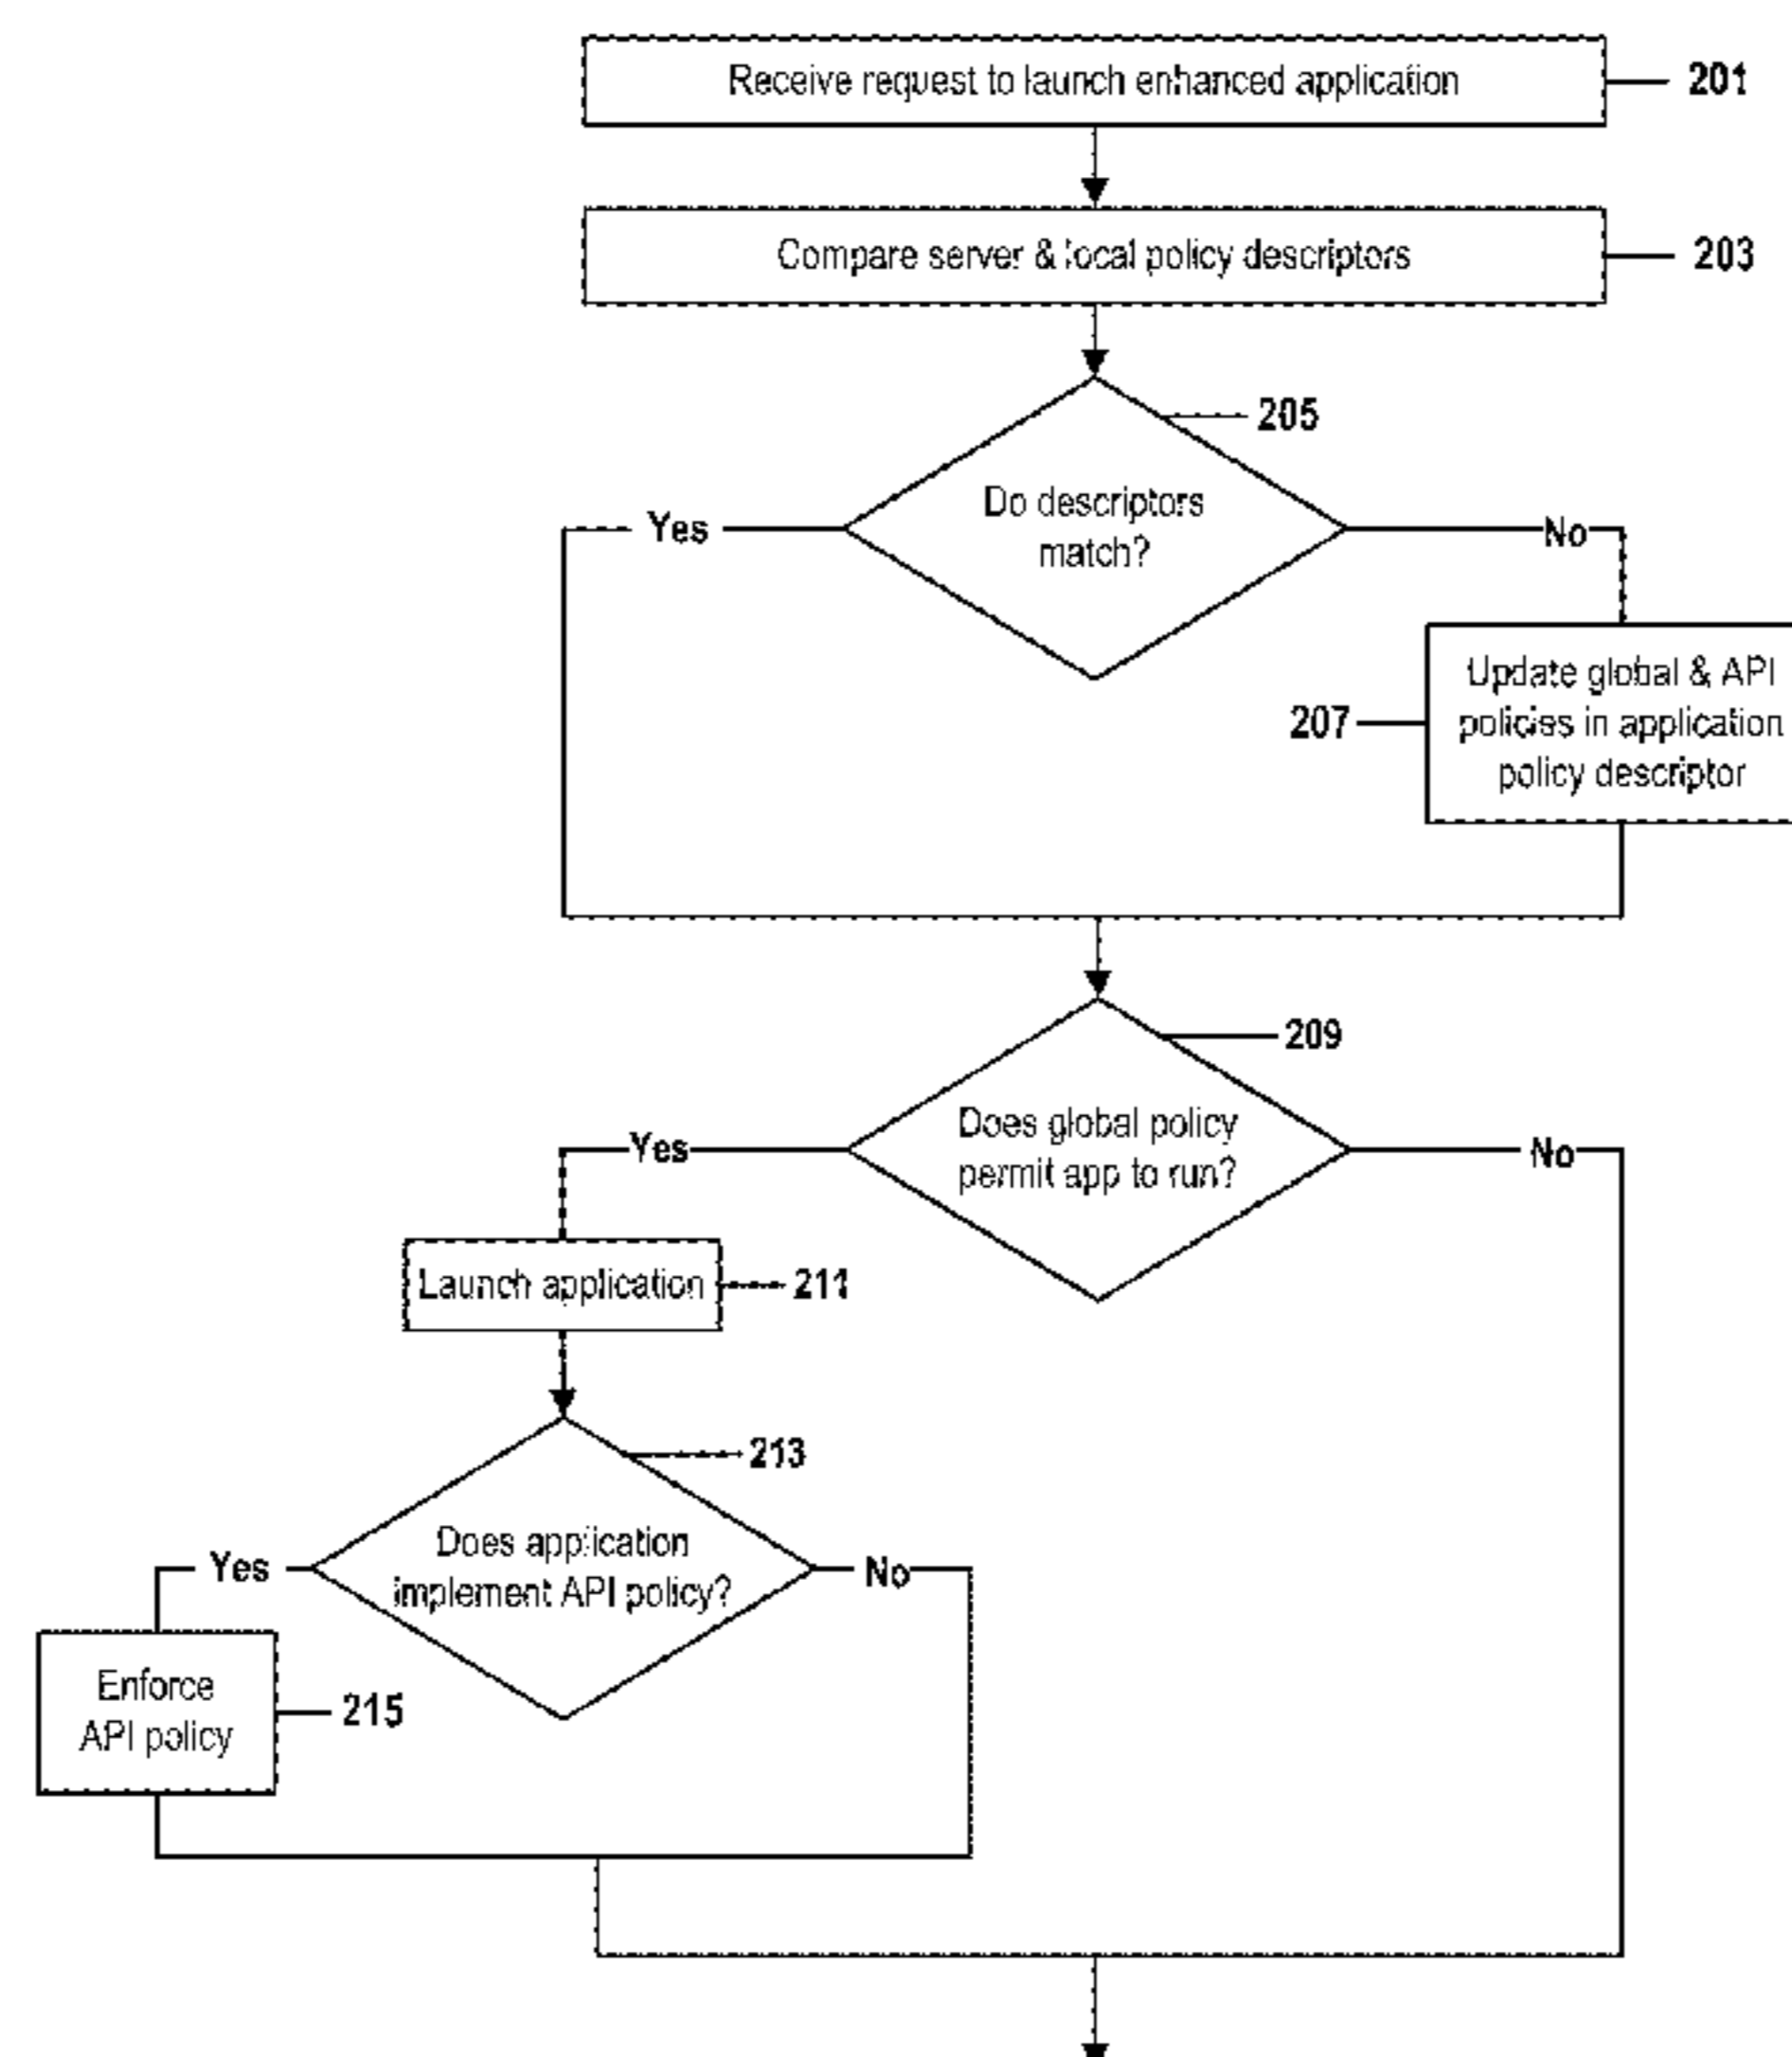 Receive request to launch enhanced application
201
Compare server & local policy descriptors
203
205
Do descriptors
match?
Yes
No
Update global & API
policies in application
policy descriptor
207
209
Does global policy
permit app to run?
Yes
No
Launch application
211
213
Does application
implement API policy?
Yes
No
Enforce
API policy
215